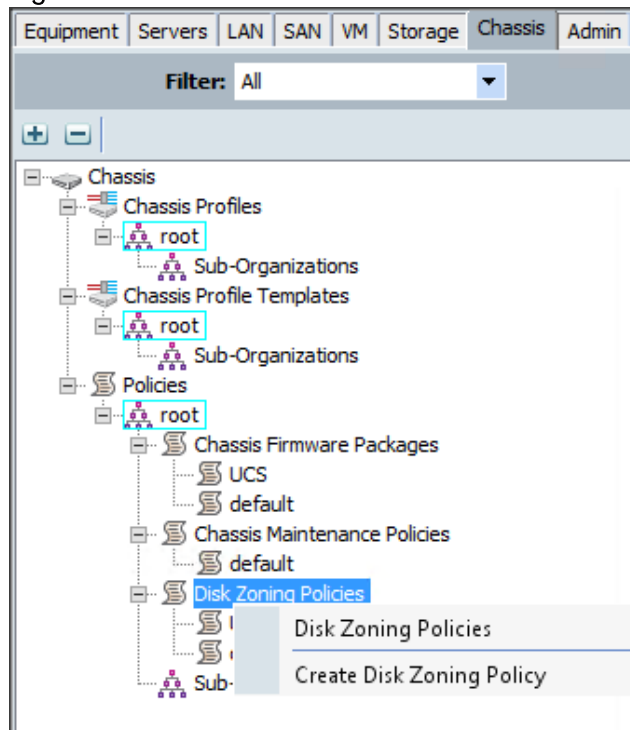 Equipment Servers LAN SAN VM Storage Chassis Admin
Filter: All
Chassis
Chassis Profiles
root
Sub-Organizations
Chassis Profile Templates
root
Sub-Organizations
Policies
root
Chassis Firmware Packages
UCS
default
Chassis Maintenance Policies
default
Disk Zoning Policies
Disk Zoning Policies
Create Disk Zoning Policy
Sub-